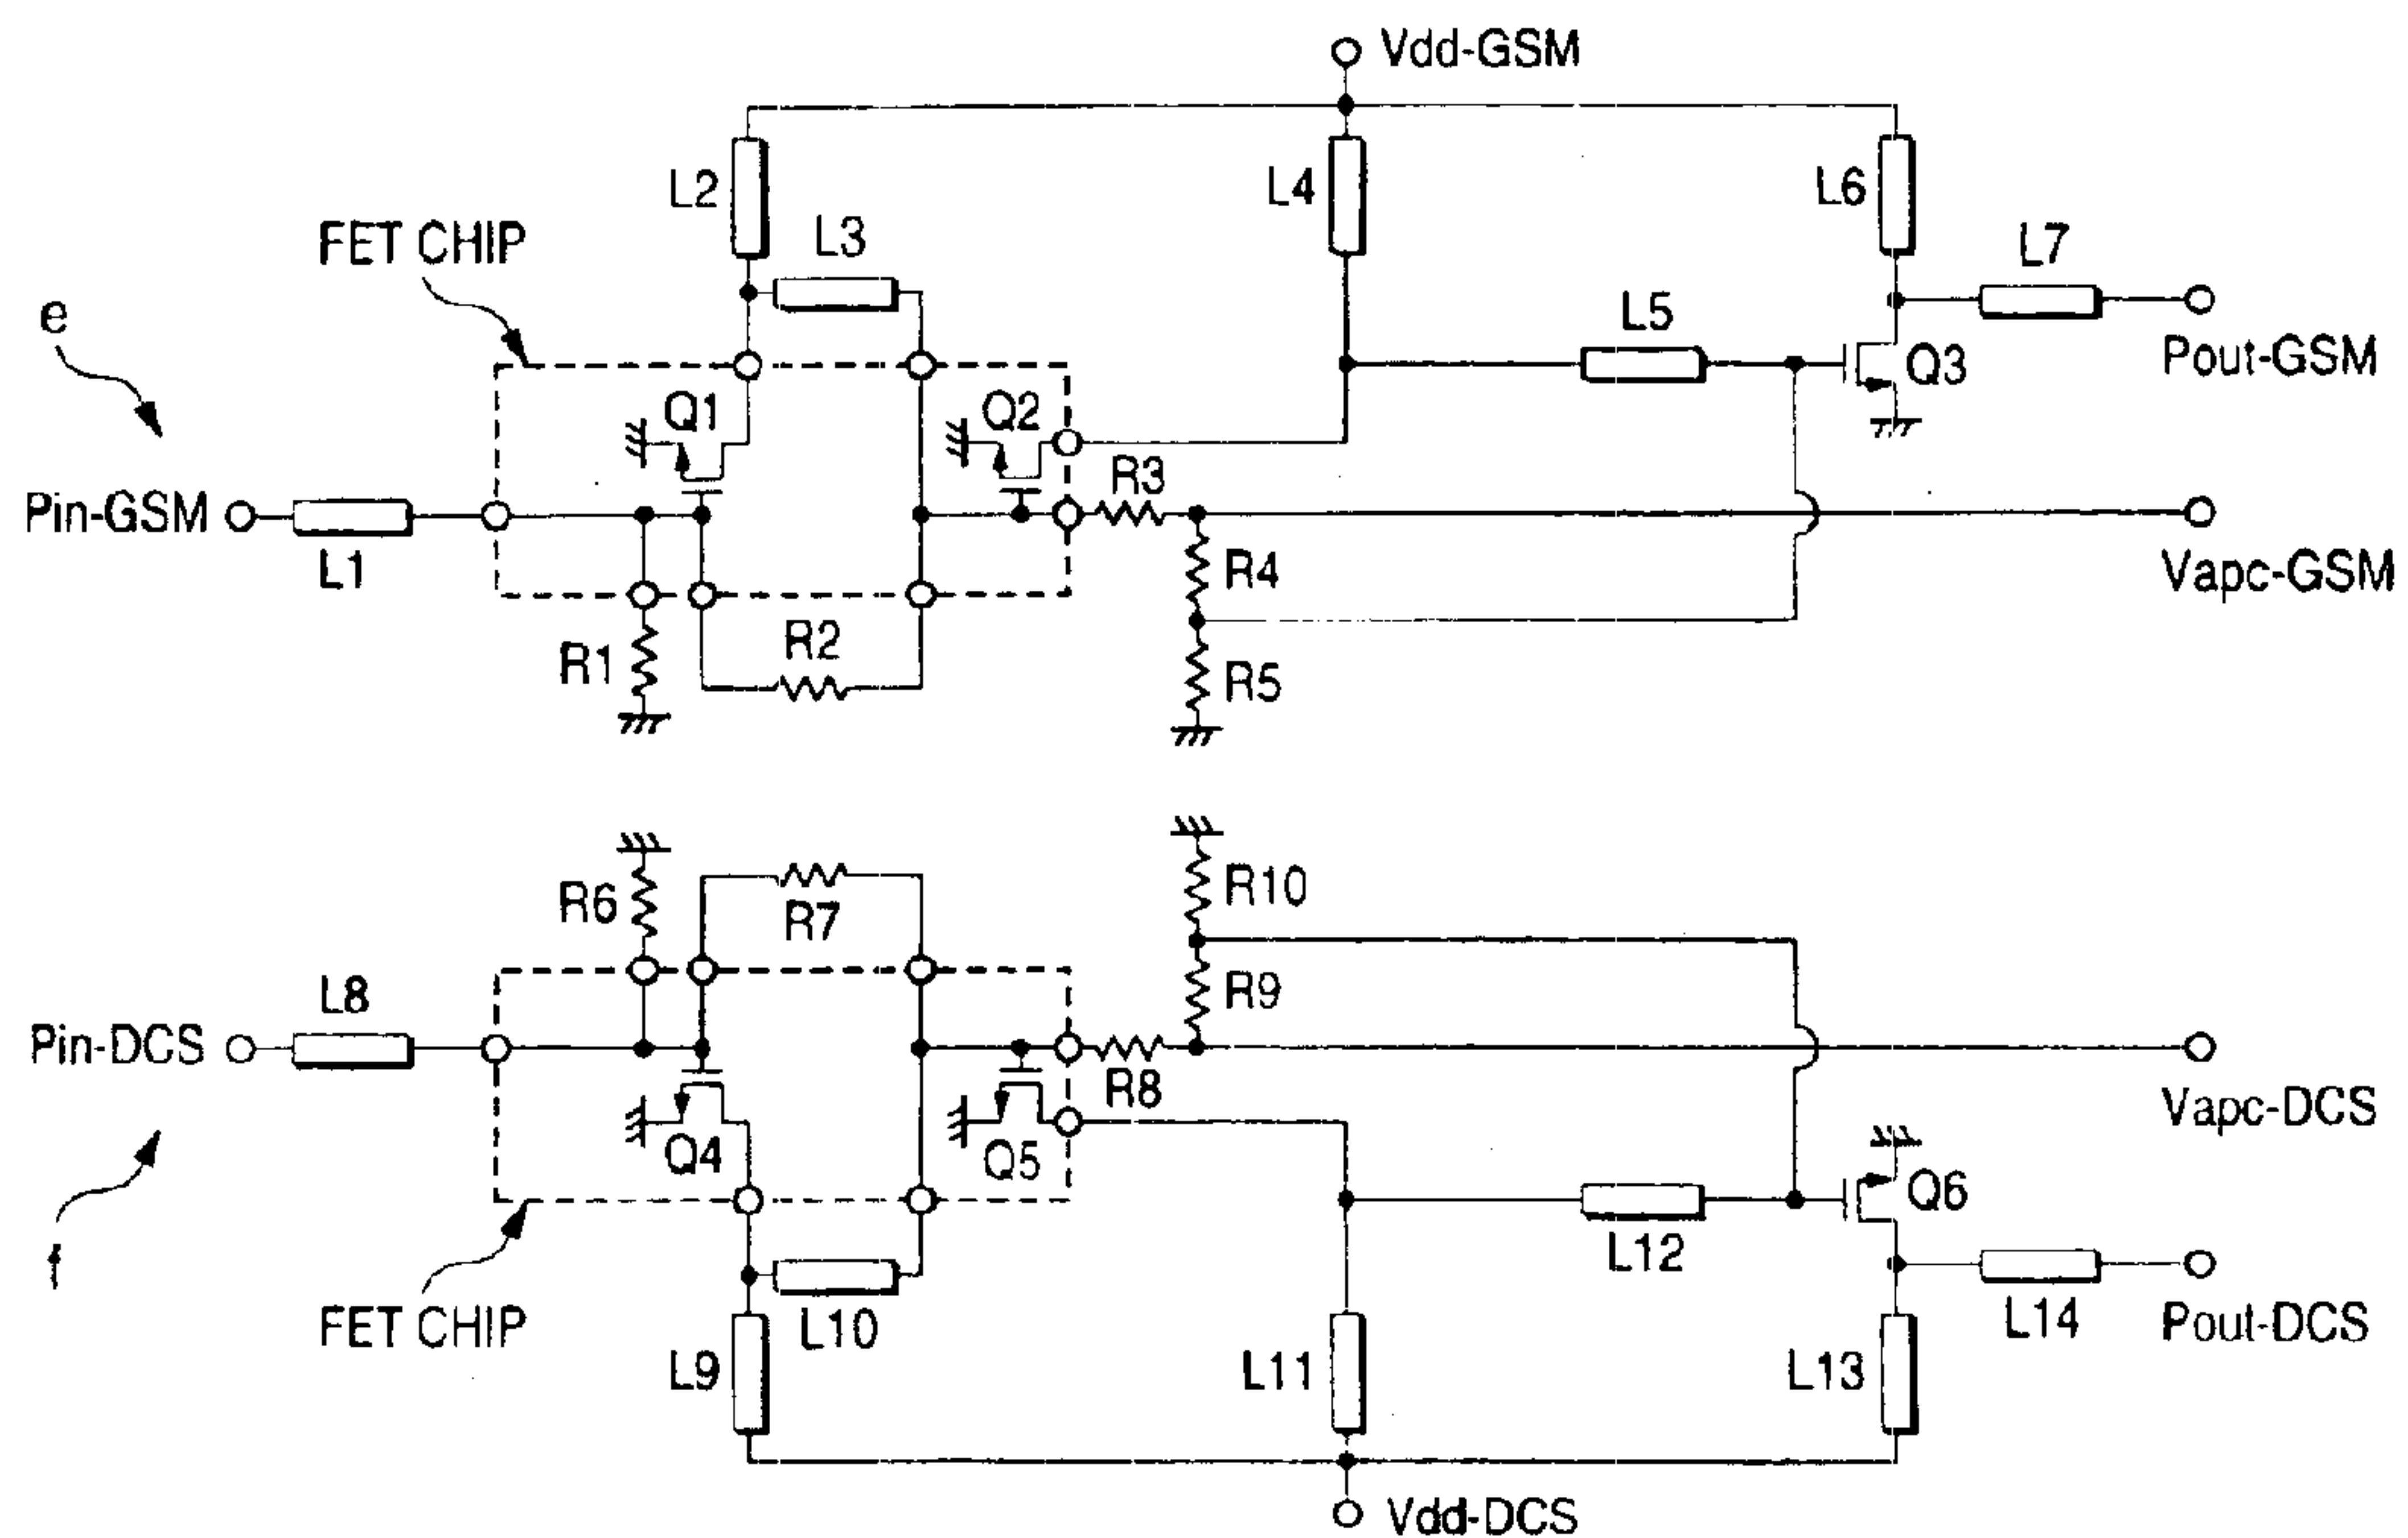 Vdd-GSM
L2
L4
L6
FET CHIP
L3
L7
e
L5
Q1
Q2
Q3
Pout-GSM
R3
Pin-GSM
L1
R4
Vapc-GSM
R1
R2
R5
R6
R7
R10
L8
R9
Pin-DCS
R8
Vapc-DCS
Q4
Q5
Q6
f
L12
FET CHIP
L10
L14
Pout-DCS
L9
L11
L13
Vdd-DCS